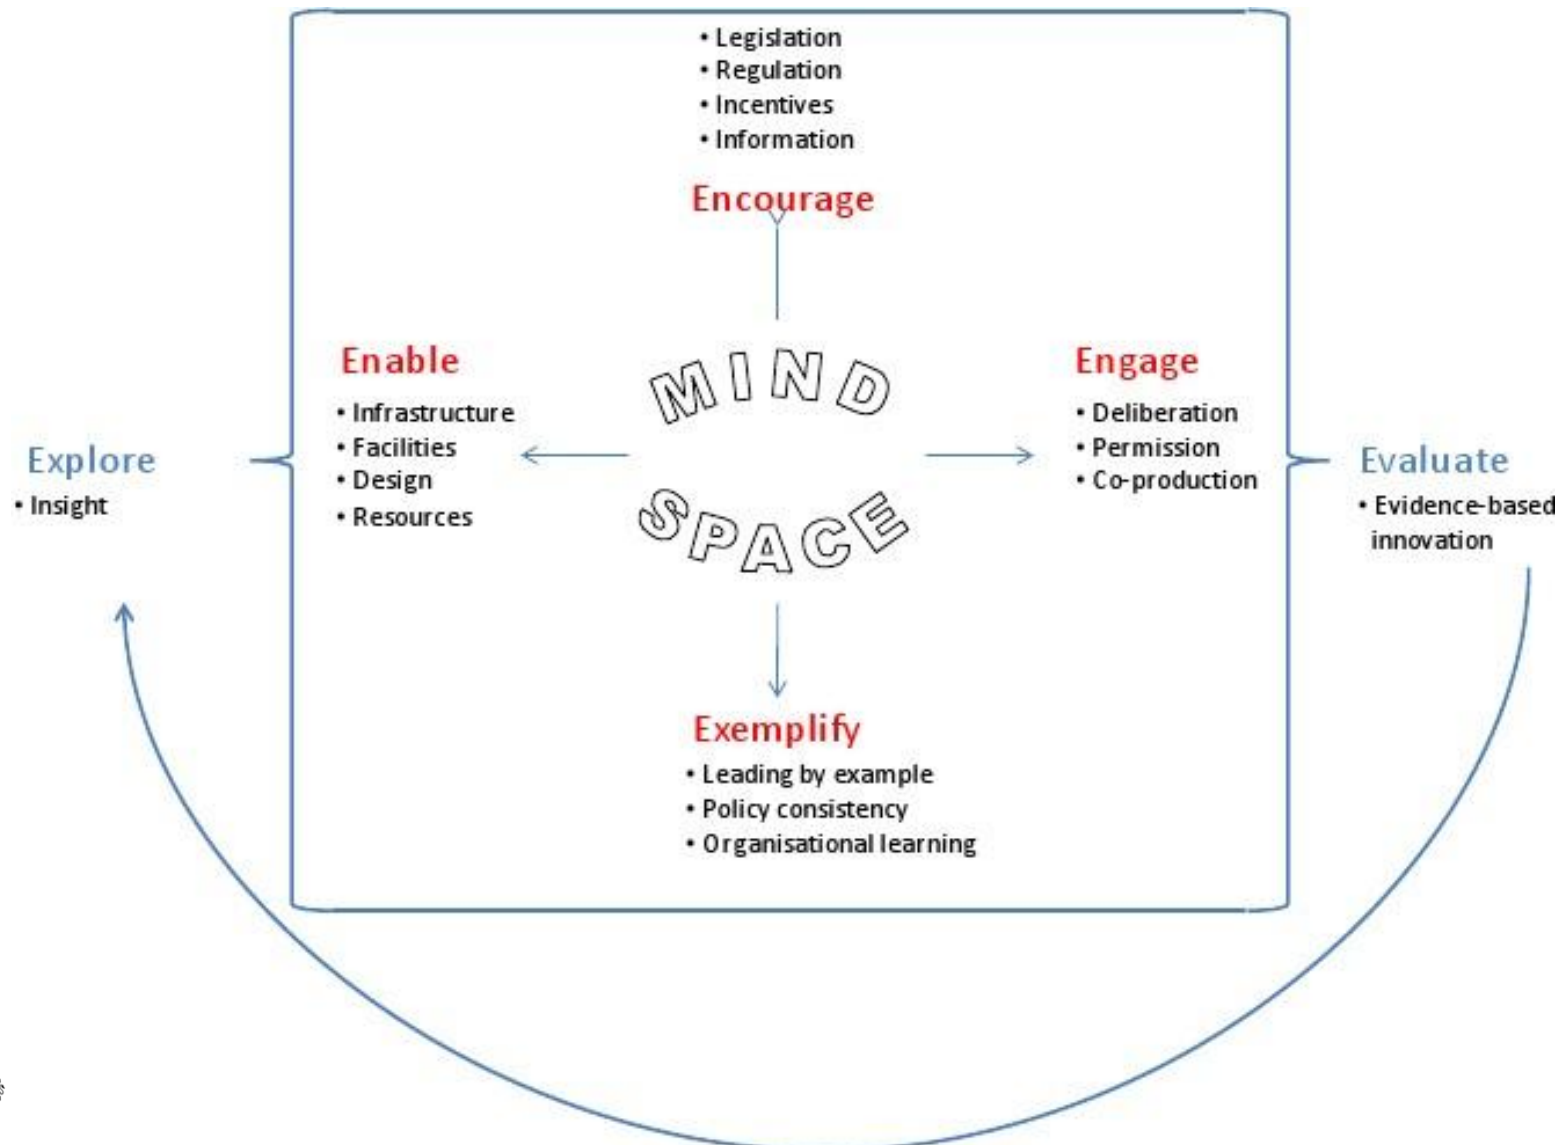 • Legislation
• Regulation
• Incentives
• Information
Encourage
Enable
• Infrastructure
• Facilities
• Design
• Resources
MIND
SPACE
Engage
• Deliberation
• Permission
• Co-production
Explore
• Insight
Evaluate
• Evidence-based
innovation
Exemplify
• Leading by example
• Policy consistency
• Organisational learning